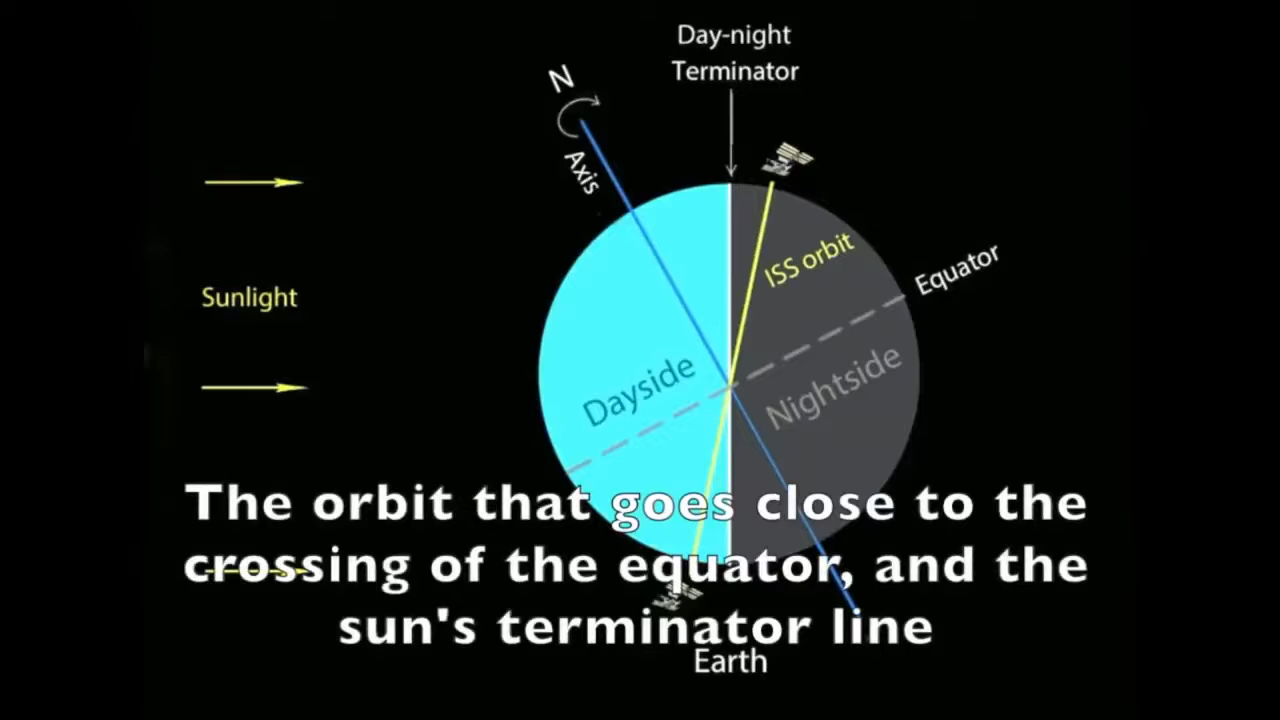 Day-night
Terminator
N
Axis
Sunlight
ISS orbit
Equator
Dayside
Nightside
The orbit that goes close to the
crossing of the equator, and the
sun's terminator line
Earth